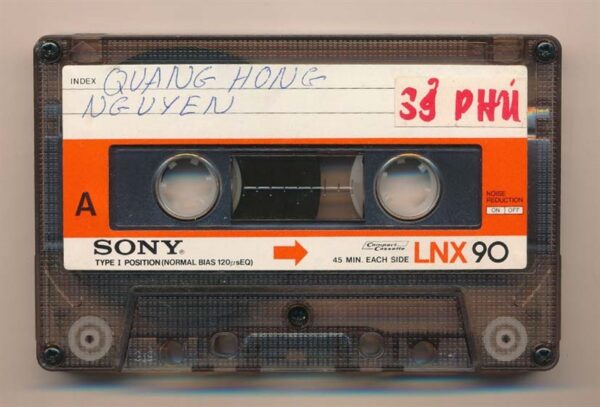 INDEX QUANG HONG
NGUYEN
Sỹ PHÚ
A
NOISE
REDUCTION
ON OFF
SONY®
TYPE I POSITION (NORMAL BIAS 120μsEQ)
Compact
Cassette
45 MIN. EACH SIDE
LNX 90